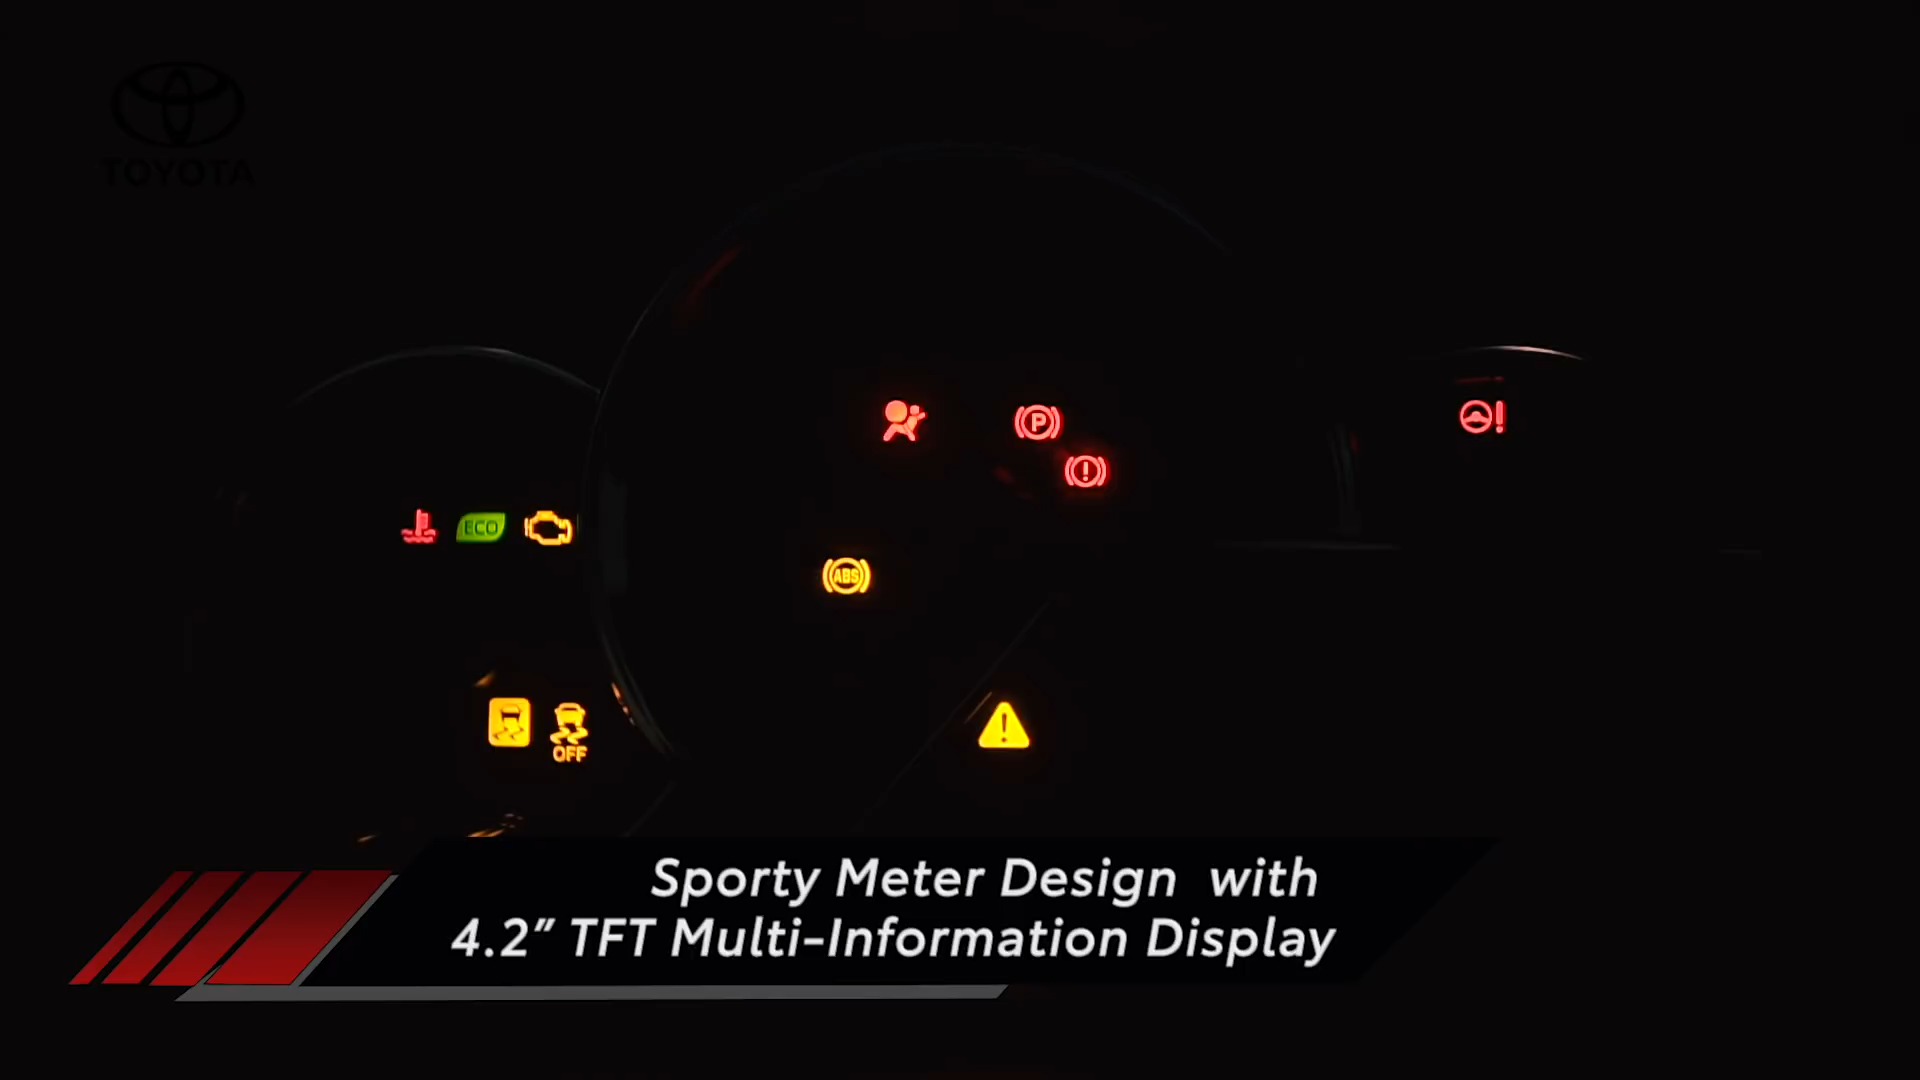 TOYOTA
P
!
!
ECO
ABS
!
OFF
Sporty Meter Design with
4.2” TFT Multi-Information Display